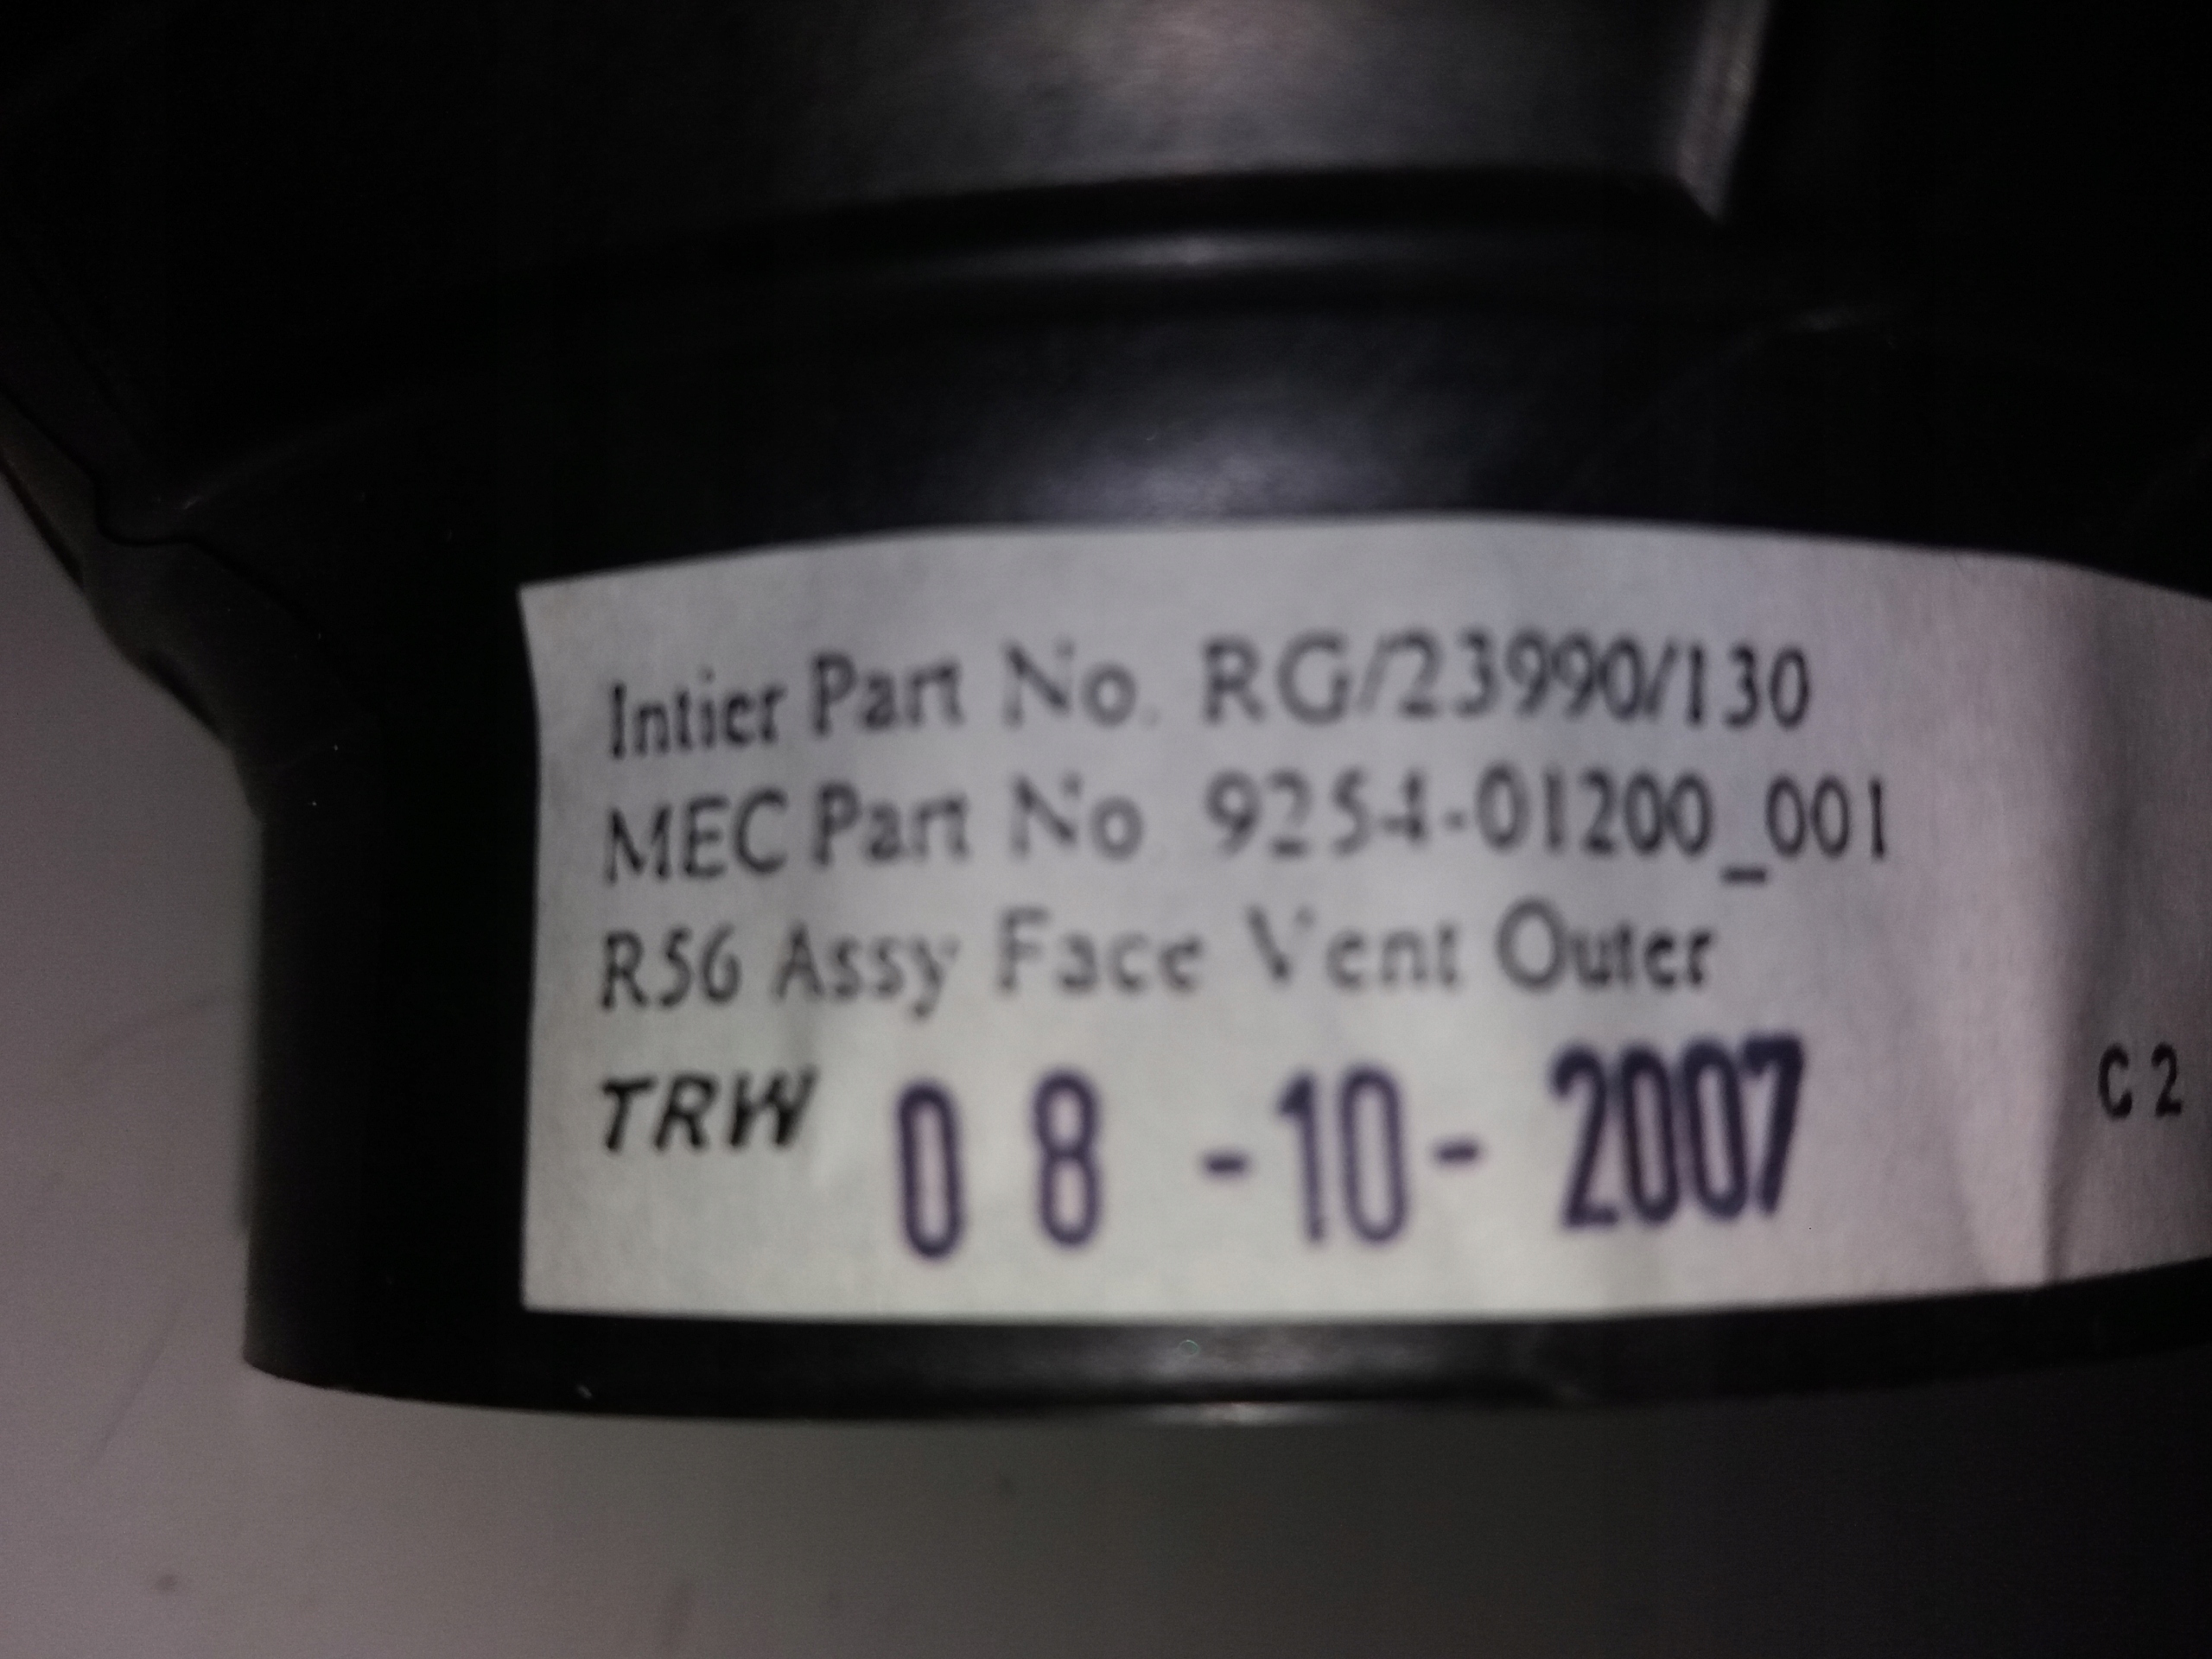 Intier Part No. RG/23990/130
MEC Part No. 9254-01200_001
R56 Assy Face Vent Outer
TRW 08 -10- 2007 C2